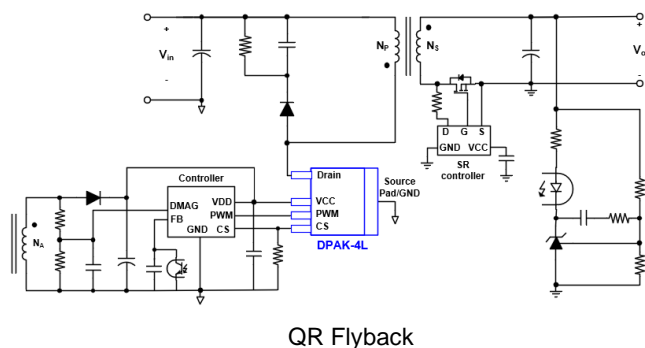 +
Vin
-
NP
NS
+
Vo
-
D G S
GND VCC
SR
controller
Controller
DMAG
FB
VDD
PWM
GND
CS
Drain
VCC
PWM
CS
DPAK-4L
Source
Pad/GND
NA
QR Flyback